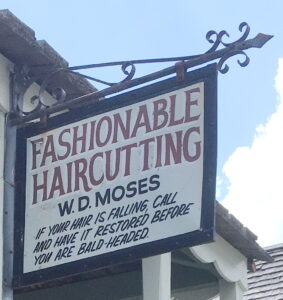 FASHIONABLE
HAIRCUTTING
W.D. MOSES
IF YOUR HAIR IS FALLING, CALL
AND HAVE IT RESTORED BEFORE
YOU ARE BALD-HEADED.